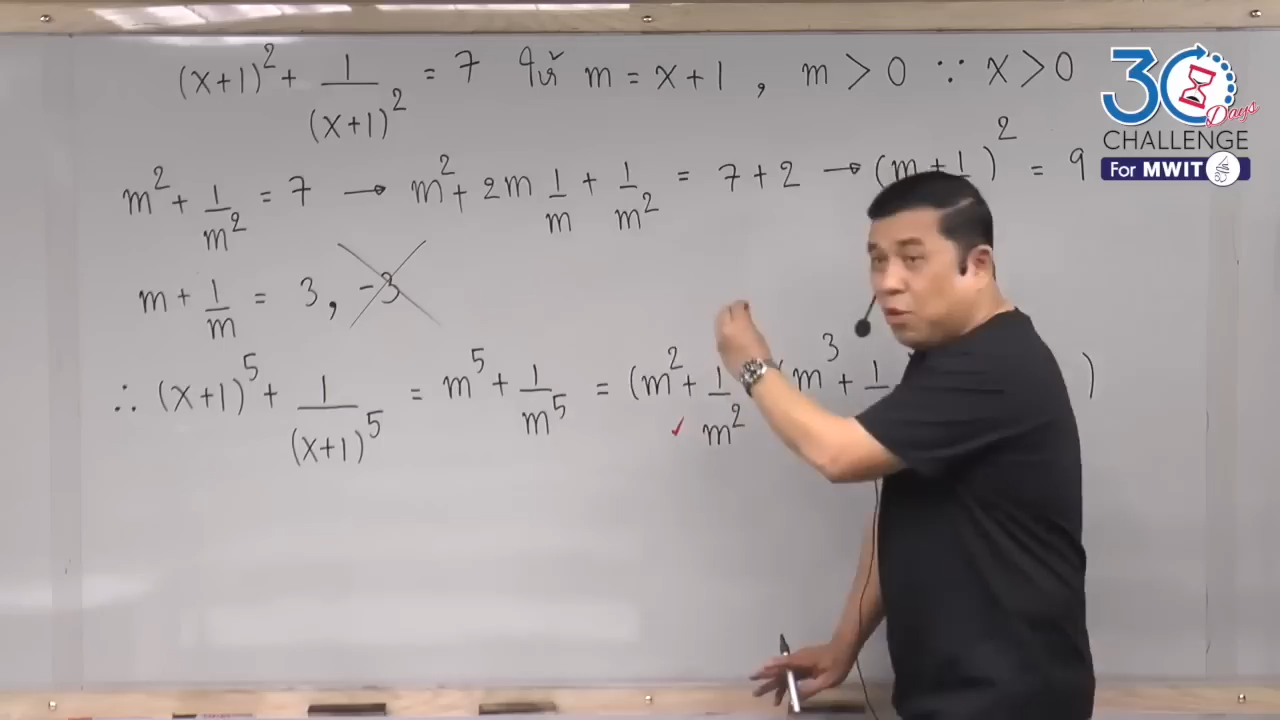 (x+1)² + 1/(x+1)² = 7 ให้ m = x+1 , m > 0 ∵ x > 0
m² + 1/m² = 7 → m² + 2m 1/m + 1/m² = 7+2 → (m + 1 )² = 9
m + 1/m = 3, -3
∴ (x+1)⁵ + 1/(x+1)⁵ = m⁵ + 1/m⁵ = (m² + 1/m² (m³ + 1 )
✓
30 Days
CHALLENGE
For MWIT